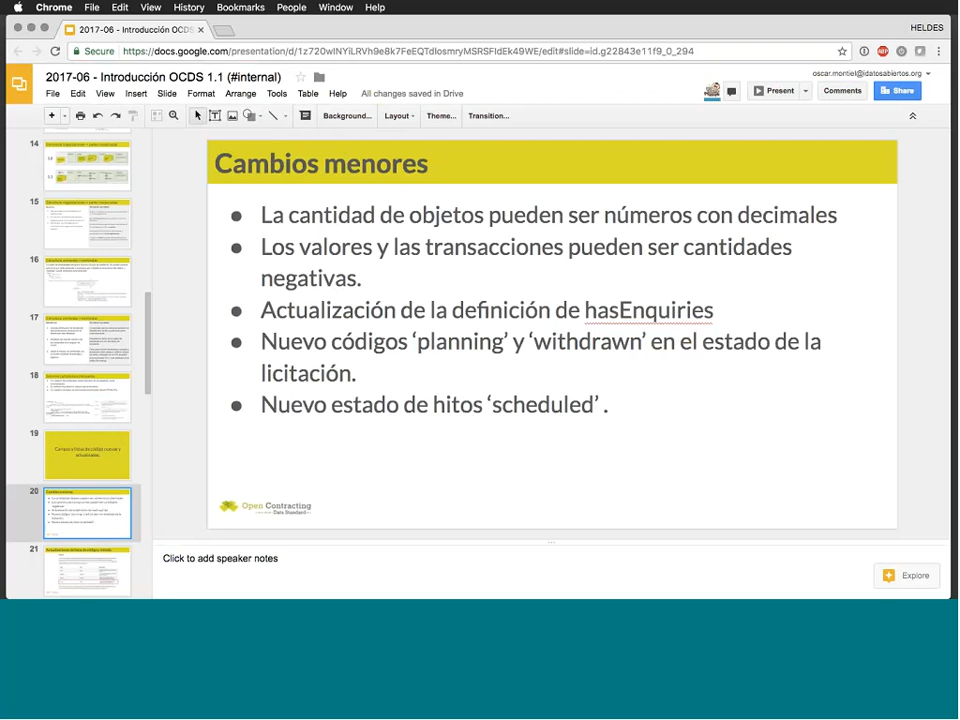 Chrome File Edit View History Bookmarks People Window Help
2017-06 - Introducción OCDS
HELDES
Secure https://docs.google.com/presentation/d/1z720wINYiLRVh9e8k7FeEQTdIosmryMSRSFIdEk49WE/edit#slide=id.g22843e11f9_0_294
2017-06 - Introducción OCDS 1.1 (#internal)
oscar.montiel@idatosabiertos.org
File Edit View Insert Slide Format Arrange Tools Table Help All changes saved in Drive
Present Comments Share
Background... Layout Theme... Transition...
14
15
16
17
18
19
20
21
Cambios menores
● La cantidad de objetos pueden ser números con decimales
● Los valores y las transacciones pueden ser cantidades
negativas.
● Actualización de la definición de hasEnquiries
● Nuevo códigos ‘planning’ y ‘withdrawn’ en el estado de la
licitación.
● Nuevo estado de hitos ‘scheduled’ .
Open Contracting
Data Standard
Click to add speaker notes
Explore